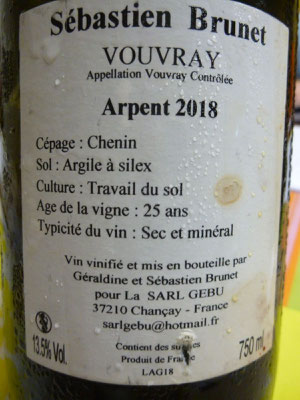 Sébastien Brunet
VOUVRAY
Appellation Vouvray Contrôlée
Arpent 2018
Cépage : Chenin
Sol : Argile à silex
Culture : Travail du sol
Age de la vigne : 25 ans
Typicité du vin : Sec et minéral
Vin vinifié et mis en bouteille par
Géraldine et Sébastien Brunet
pour La SARL GEBU
37210 Chançay - France
sarlgebu@hotmail.fr
13.5% Vol.
Contient des sulfites
750 mL
Produit de France
LAG18